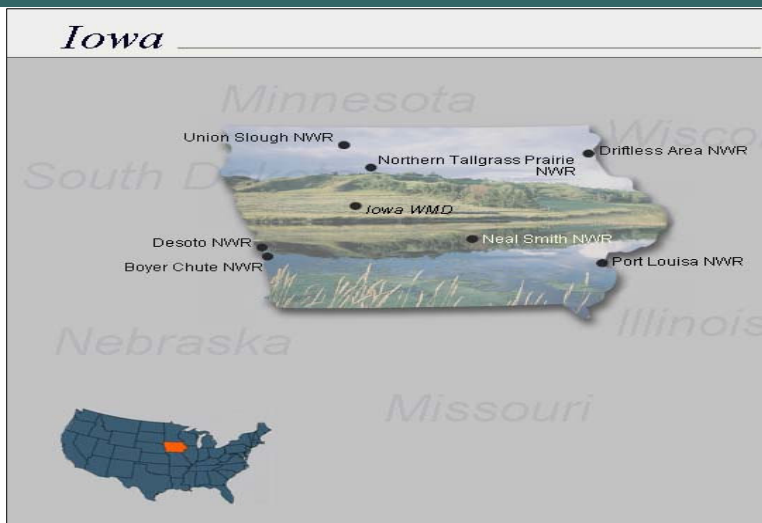 Iowa
Minnesota
Wisco
South D
Union Slough NWR
Northern Tallgrass Prairie
NWR
Driftless Area NWR
Iowa WMD
Desoto NWR
Neal Smith NWR
Boyer Chute NWR
Port Louisa NWR
Nebraska
Illinois
Missouri